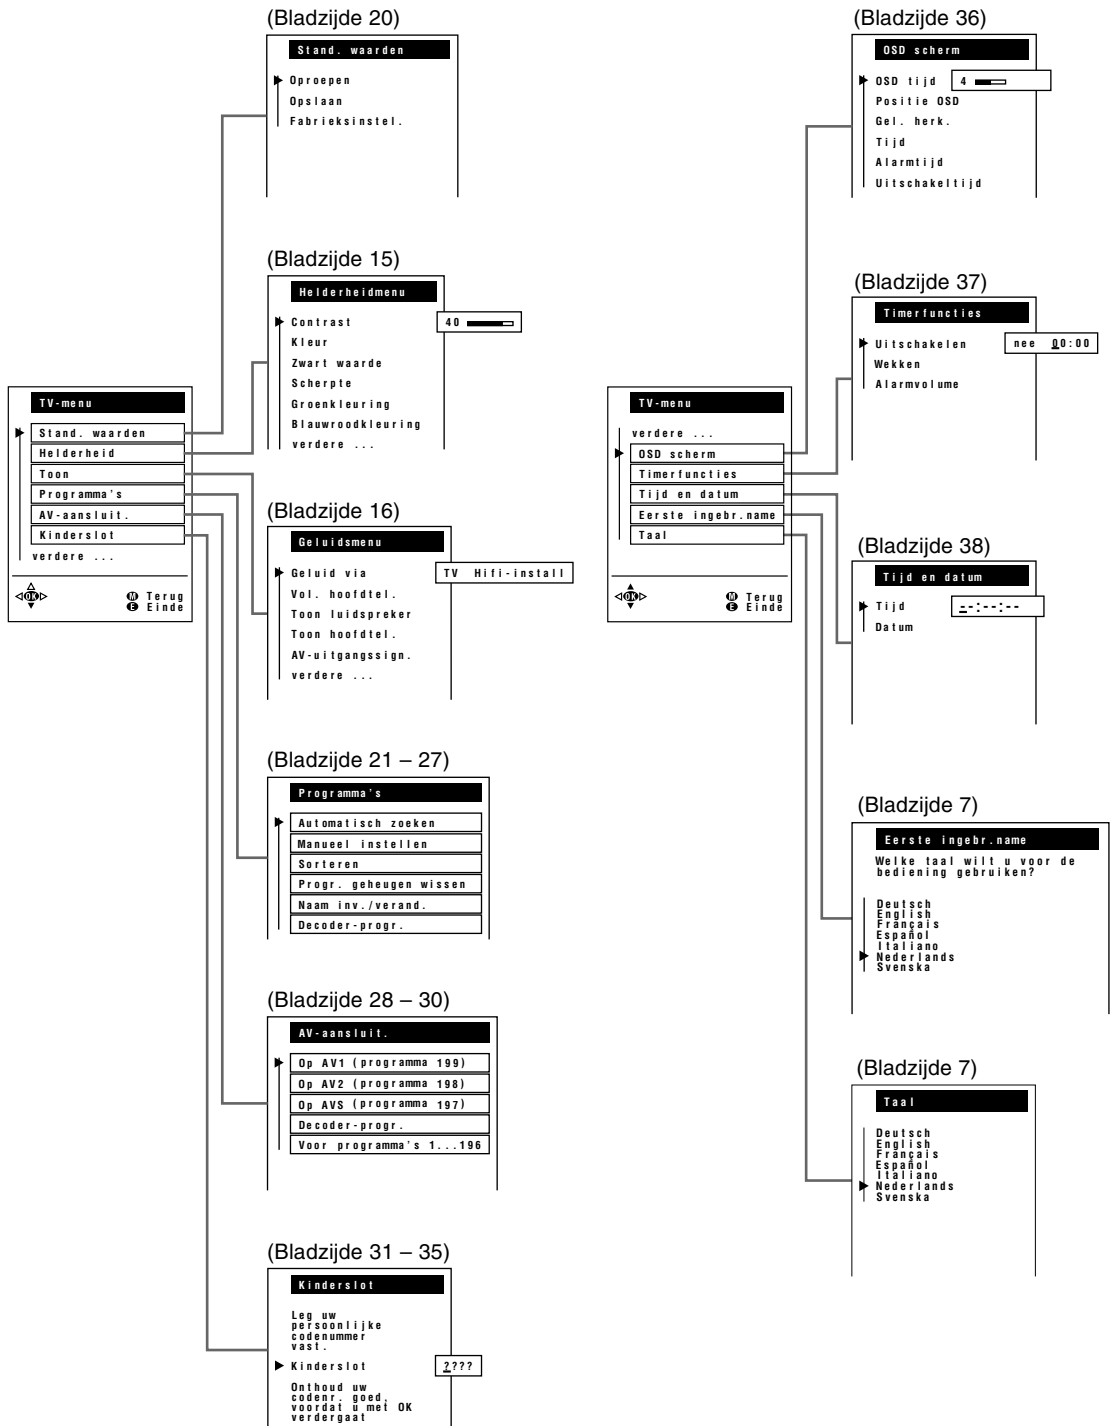 (Bladzijde 20)
Stand. waarden
Oproepen
Opslaan
Fabrieksinstel.
(Bladzijde 15)
Helderheidmenu
Contrast 40
Kleur
Zwart waarde
Scherpte
Groenkleuring
Blauwroodkleuring
verdere ...
TV-menu
Stand. waarden
Helderheid
Toon
Programma's
AV-aansluit.
Kinderslot
verdere ...
OK
M Terug
E Einde
(Bladzijde 16)
Geluidsmenu
Geluid via TV Hifi-install
Vol. hoofdtel.
Toon luidspreker
Toon hoofdtel.
AV-uitgangssign.
verdere ...
(Bladzijde 21 – 27)
Programma's
Automatisch zoeken
Manueel instellen
Sorteren
Progr. geheugen wissen
Naam inv./verand.
Decoder-progr.
(Bladzijde 28 – 30)
AV-aansluit.
Op AV1 (programma 199)
Op AV2 (programma 198)
Op AVS (programma 197)
Decoder-progr.
Voor programma's 1...196
(Bladzijde 31 – 35)
Kinderslot
Leg uw
persoonlijke
codenummer
vast.
Kinderslot ????
Onthoud uw
codenr. goed,
voordat u met OK
verdergaat
(Bladzijde 36)
OSD scherm
OSD tijd 4
Positie OSD
Gel. herk.
Tijd
Alarmtijd
Uitschakeltijd
(Bladzijde 37)
Timerfuncties
Uitschakelen nee 00:00
Wekken
Alarmvolume
TV-menu
verdere ...
OSD scherm
Timerfuncties
Tijd en datum
Eerste ingebr.name
Taal
OK
M Terug
E Einde
(Bladzijde 38)
Tijd en datum
Tijd --:--:--
Datum
(Bladzijde 7)
Eerste ingebr.name
Welke taal wilt u voor de
bediening gebruiken?
Deutsch
English
Français
Español
Italiano
Nederlands
Svenska
(Bladzijde 7)
Taal
Deutsch
English
Français
Español
Italiano
Nederlands
Svenska